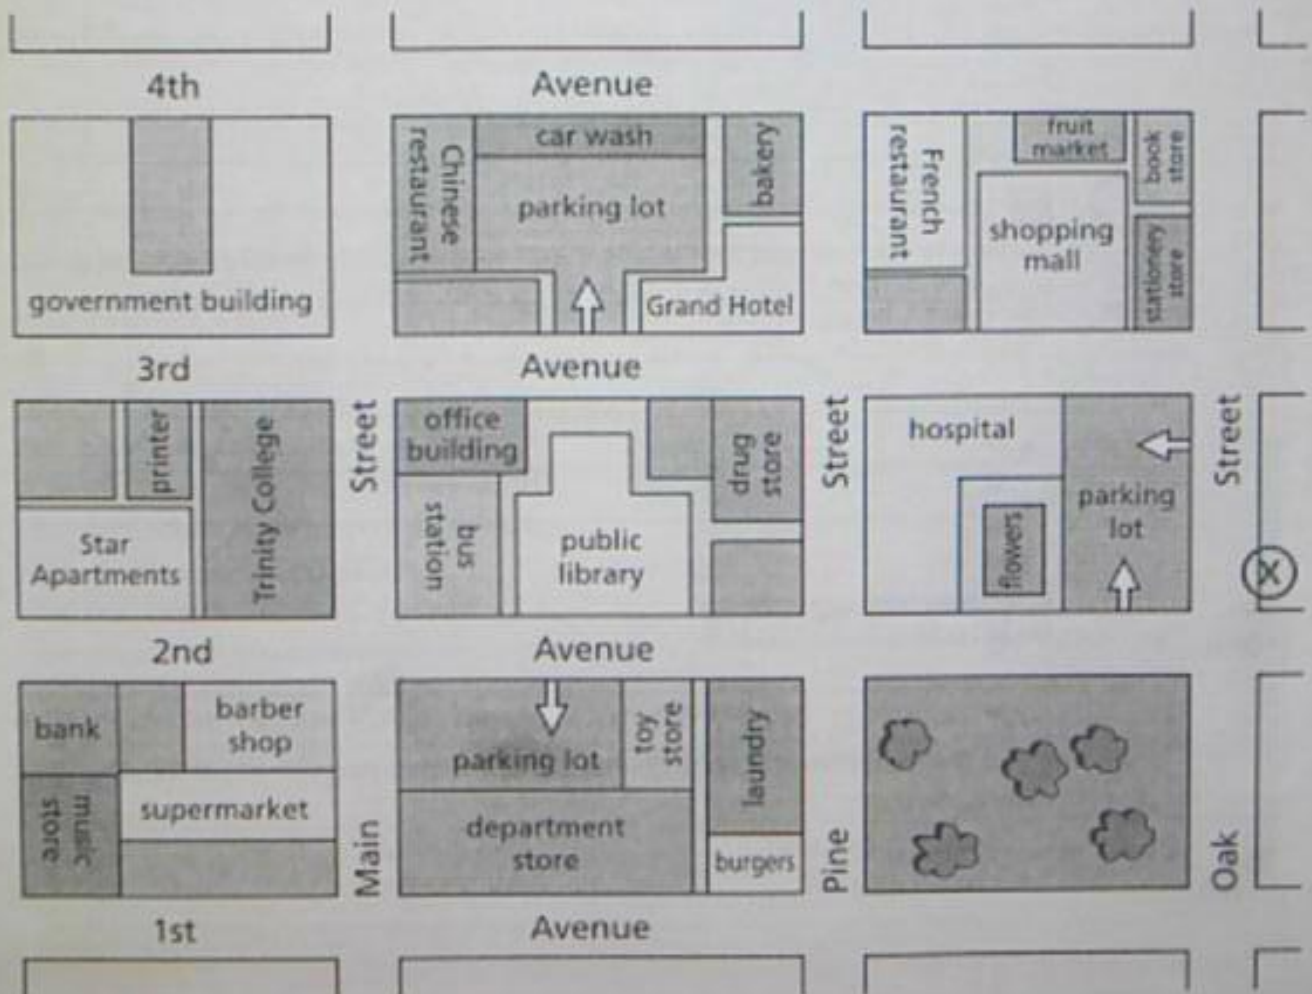 4th Avenue
Chinese
restaurant
car wash
parking lot
bakery
French
restaurant
fruit
market
book
store
shopping
mall
stationery
store
government building
Grand Hotel
3rd Avenue
printer
Trinity College
Street
office
building
drug
store
Street
hospital
Street
Star
Apartments
bus
station
public
library
flowers
parking
lot
X
2nd Avenue
bank
barber
shop
parking lot
toy
store
laundry
music
store
supermarket
Main
department
store
burgers
Pine
Oak
1st Avenue